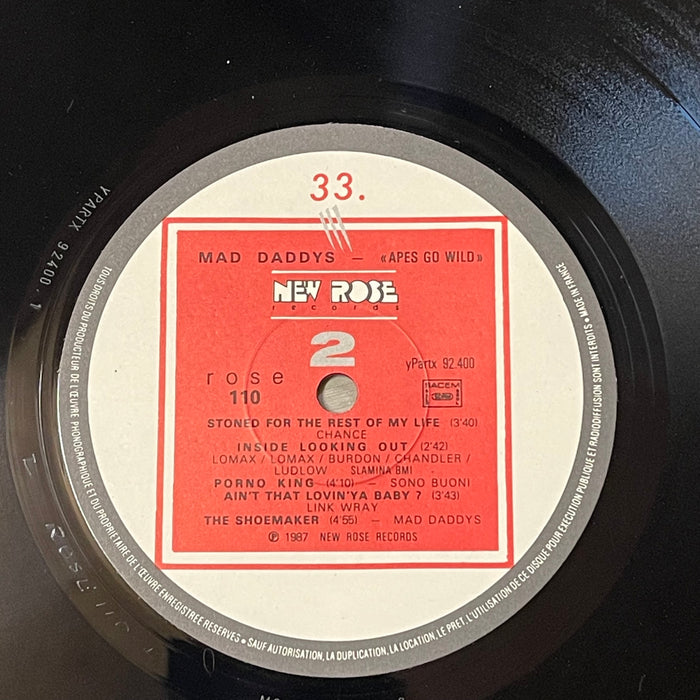 33.
MAD DADDYS — «APES GO WILD»
NEW ROSE
records
2
yPartx 92.400
rose
110
SACEM
STONED FOR THE REST OF MY LIFE (3'40)
CHANCE
INSIDE LOOKING OUT (2'42)
LOMAX / LOMAX / BURDON / CHANDLER /
LUDLOW SLAMINA BMI
PORNO KING (4'10) — SONO BUONI
AIN'T THAT LOVIN'YA BABY ? (3'43)
LINK WRAY
THE SHOEMAKER (4'55) — MAD DADDYS
℗ 1987 NEW ROSE RECORDS
TOUS DROITS DU PRODUCTEUR DE L'ŒUVRE PHONOGRAPHIQUE ET DU PROPRIETAIRE DE L'ŒUVRE ENREGISTREE RESERVES • SAUF AUTORISATION, LA DUPLICATION, LA LOCATION, LE PRET, L'UTILISATION DE CE DISQUE POUR EXECUTION PUBLIQUE ET RADIODIFFUSION SONT INTERDITS • MADE IN FRANCE
YPARTX 92400. 1